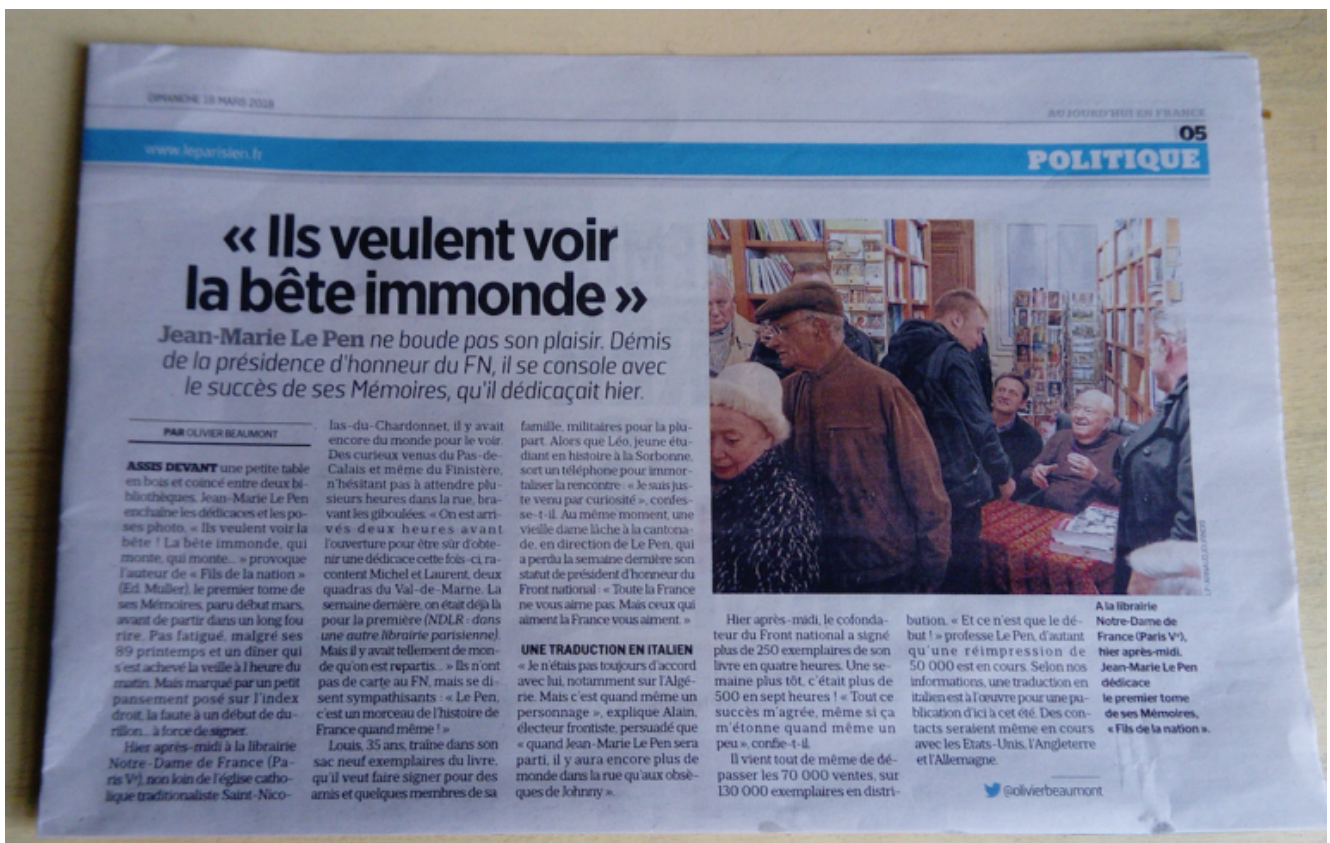 DIMANCHE 18 MARS 2018
AUJOURD'HUI EN FRANCE
05
www.leparisien.fr
POLITIQUE
« Ils veulent voir
la bête immonde »
Jean-Marie Le Pen ne boude pas son plaisir. Démis
de la présidence d'honneur du FN, il se console avec
le succès de ses Mémoires, qu'il dédicaçait hier.
PAR OLIVIER BEAUMONT
ASSIS DEVANT une petite table
en bois et coincé entre deux bi-
bliothèques, Jean-Marie Le Pen
enchaîne les dédicaces et les po-
ses photo. « Ils veulent voir la
bête ! La bête immonde, qui
monte, qui monte... » provoque
l'auteur de « Fils de la nation »
(Ed. Muller), le premier tome de
ses Mémoires, paru début mars,
avant de partir dans un long fou
rire. Pas fatigué, malgré ses
89 printemps et un dîner qui
s'est achevé la veille à 1 heure du
matin. Mais marqué par un petit
pansement posé sur l'index
droit, la faute à un début de du-
rillon... à force de signer.
Hier après-midi à la librairie
Notre-Dame de France (Pa-
ris Vᵉ), non loin de l'église catho-
lique traditionaliste Saint-Nico-
las-du-Chardonnet, il y avait
encore du monde pour le voir.
Des curieux venus du Pas-de-
Calais et même du Finistère,
n'hésitant pas à attendre plu-
sieurs heures dans la rue, bra-
vant les giboulées. « On est arri-
vés deux heures avant
l'ouverture pour être sûr d'obte-
nir une dédicace cette fois-ci, ra-
content Michel et Laurent, deux
quadras du Val-de-Marne. La
semaine dernière, on était déjà là
pour la première (NDLR : dans
une autre librairie parisienne).
Mais il y avait tellement de mon-
de qu'on est repartis... » Ils n'ont
pas de carte au FN, mais se di-
sent sympathisants : « Le Pen,
c'est un morceau de l'histoire de
France quand même ! »
Louis, 35 ans, traîne dans son
sac neuf exemplaires du livre,
qu'il veut faire signer pour des
amis et quelques membres de sa
famille, militaires pour la plu-
part. Alors que Léo, jeune étu-
diant en histoire à la Sorbonne,
sort un téléphone pour immor-
taliser la rencontre : « Je suis jus-
te venu par curiosité », confes-
se-t-il. Au même moment, une
vieille dame lâche à la cantona-
de, en direction de Le Pen, qui
a perdu la semaine dernière son
statut de président d'honneur du
Front national : « Toute la France
ne vous aime pas. Mais ceux qui
aiment la France vous aiment. »
UNE TRADUCTION EN ITALIEN
« Je n'étais pas toujours d'accord
avec lui, notamment sur l'Algé-
rie. Mais c'est quand même un
personnage », explique Alain,
électeur frontiste, persuadé que
« quand Jean-Marie Le Pen sera
parti, il y aura encore plus de
monde dans la rue qu'aux obsè-
ques de Johnny ».
Hier après-midi, le cofonda-
teur du Front national a signé
plus de 250 exemplaires de son
livre en quatre heures. Une se-
maine plus tôt, c'était plus de
500 en sept heures ! « Tout ce
succès m'agrée, même si ça
m'étonne quand même un
peu », confie-t-il.
Il vient tout de même de dé-
passer les 70 000 ventes, sur
130 000 exemplaires en distri-
bution. « Et ce n'est que le dé-
but ! » professe Le Pen, d'autant
qu'une réimpression de
50 000 est en cours. Selon nos
informations, une traduction en
italien est à l'œuvre pour une pu-
blication d'ici à cet été. Des con-
tacts seraient même en cours
avec les Etats-Unis, l'Angleterre
et l'Allemagne.
@olivierbeaumont
A la librairie
Notre-Dame de
France (Paris Vᵉ),
hier après-midi.
Jean-Marie Le Pen
dédicace
le premier tome
de ses Mémoires,
« Fils de la nation ».